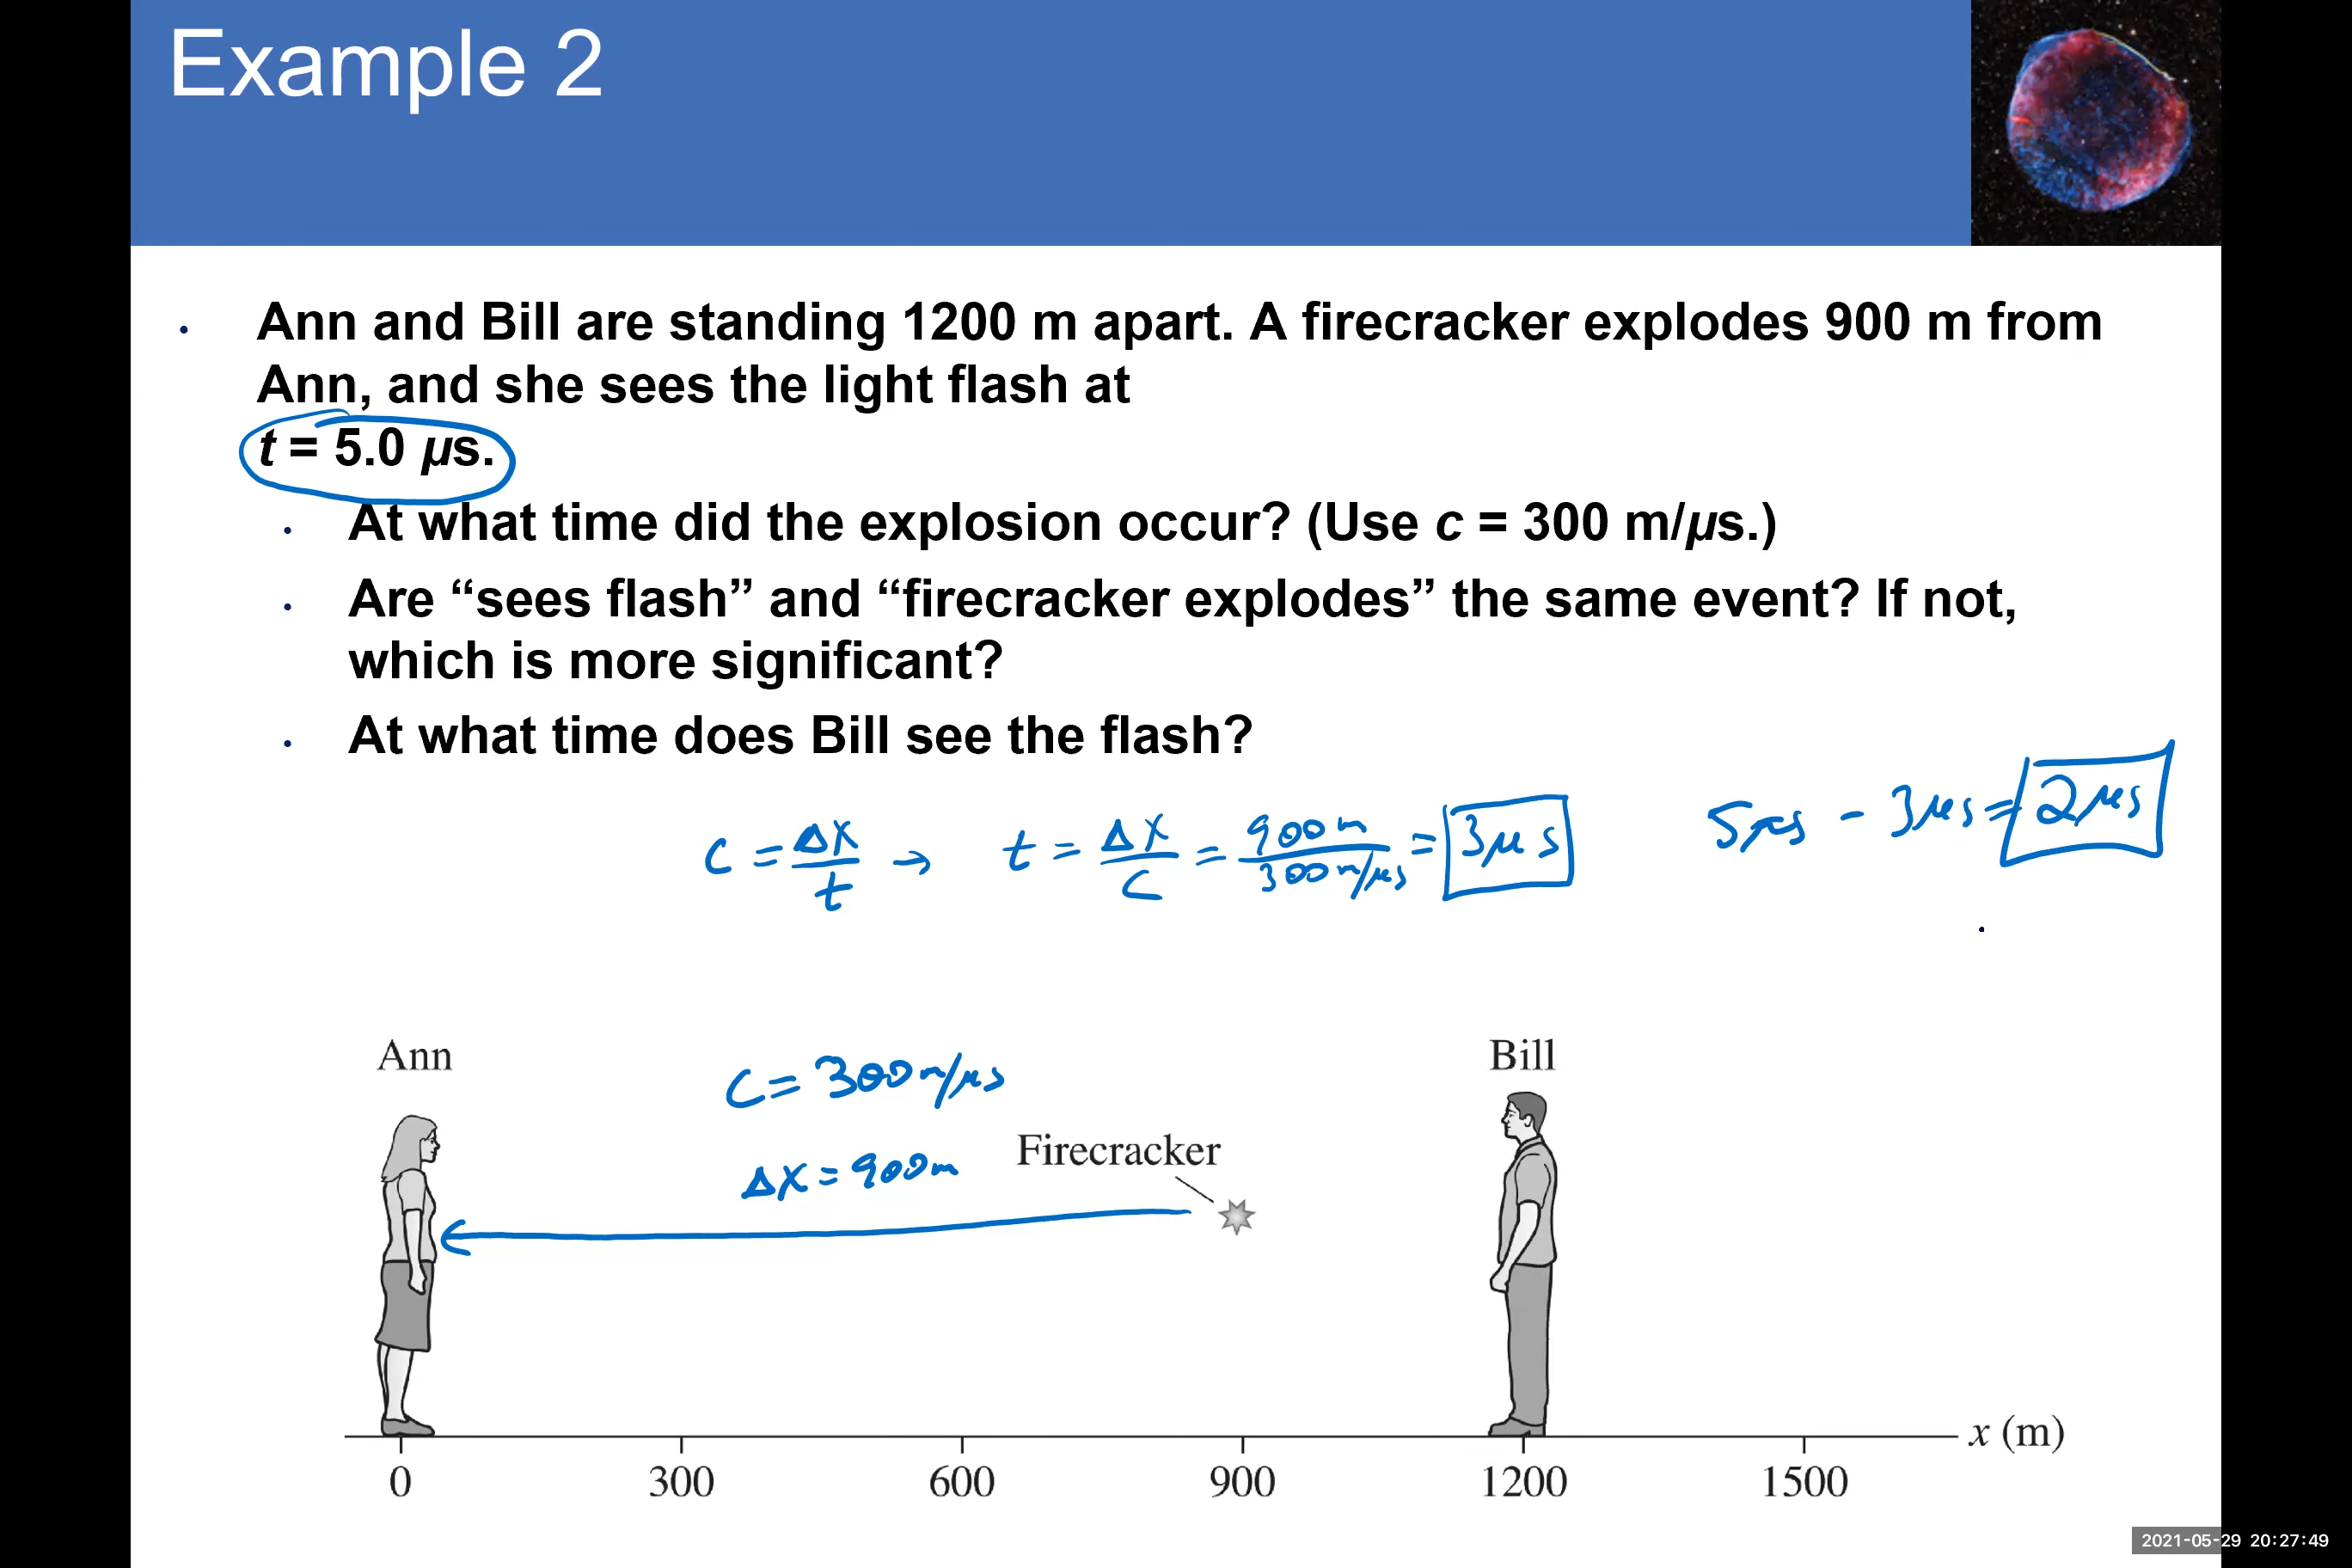 Example 2
• Ann and Bill are standing 1200 m apart. A firecracker explodes 900 m from
Ann, and she sees the light flash at
t = 5.0 µs.
• At what time did the explosion occur? (Use c = 300 m/µs.)
• Are “sees flash” and “firecracker explodes” the same event? If not,
which is more significant?
• At what time does Bill see the flash?
c = Δx/t → t = Δx/c = 900m/300m/µs = 3µs
5µs - 3µs = 2µs
Ann
Bill
c = 300m/µs
Δx = 900m
Firecracker
x (m)
0 300 600 900 1200 1500
2021-05-29 20:27:49